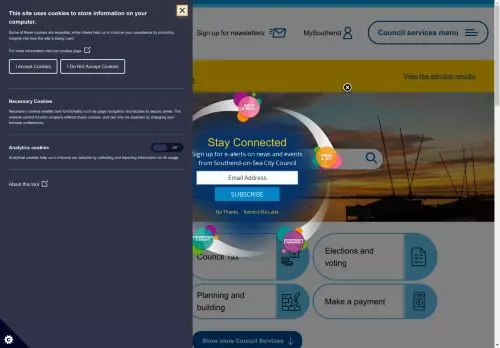 This site uses cookies to store information on your computer.
Some of these cookies are essential, while others help us to improve your experience by providing insights into how the site is being used.
For more information visit our cookies page
I Accept Cookies
I Do Not Accept Cookies
Necessary Cookies
Necessary cookies enable core functionality such as page navigation and access to secure areas. The website cannot function properly without these cookies, and can only be disabled by changing your browser preferences.
Analytics cookies
Off
Analytical cookies help us to improve our website by collecting and reporting information on its usage.
About this tool
Sign up for newsletters
MySouthend
Council services menu
View the election results
Stay Connected
Sign up for e-alerts on news and events
from Southend-on-Sea City Council
Email Address
SUBSCRIBE
No Thanks
Remind Me Later
Council Tax
Elections and
voting
Planning and
building
Make a payment
Show more Council Services